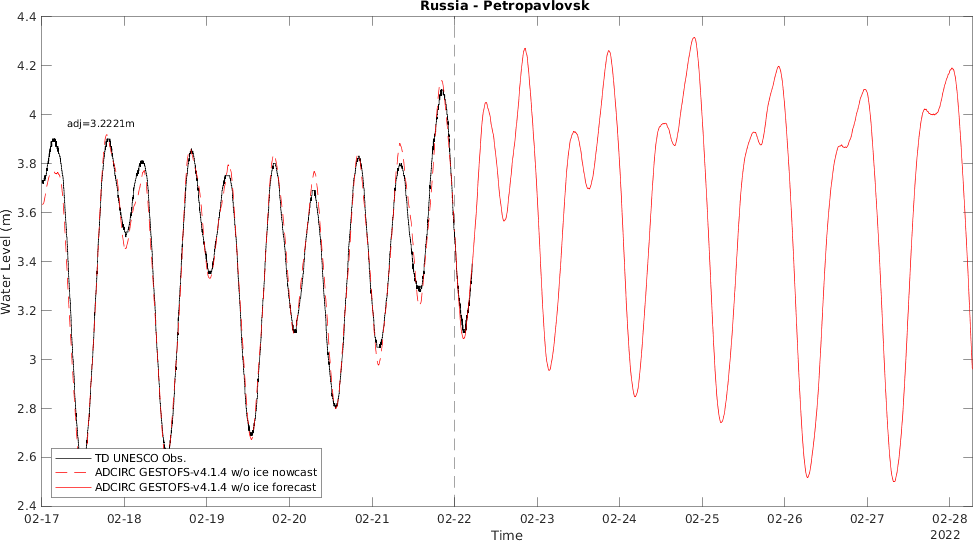 Russia - Petropavlovsk
4.4
4.2
4
3.8
3.6
3.4
3.2
3
2.8
2.6
2.4
Water Level (m)
adj=3.2221m
TD UNESCO Obs.
ADCIRC GESTOFS-v4.1.4 w/o ice nowcast
ADCIRC GESTOFS-v4.1.4 w/o ice forecast
02-17 02-18 02-19 02-20 02-21 02-22 02-23 02-24 02-25 02-26 02-27 02-28
2022
Time